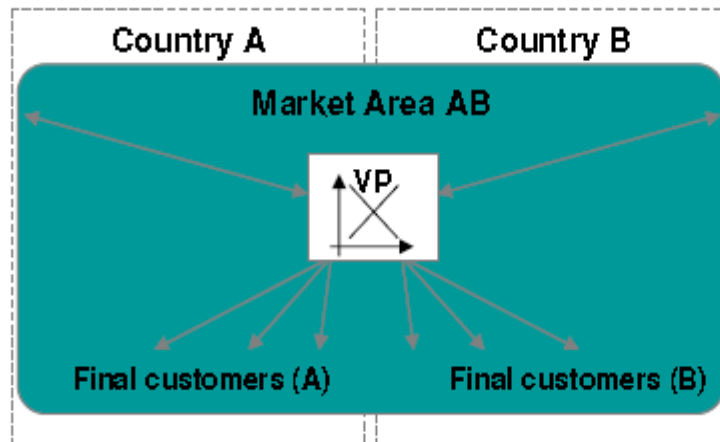 Country A
Country B
Market Area AB
VP
Final customers (A)
Final customers (B)